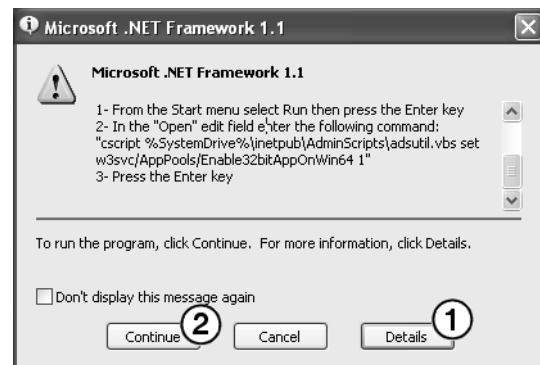 Microsoft .NET Framework 1.1
Microsoft .NET Framework 1.1
1- From the Start menu select Run then press the Enter key
2- In the "Open" edit field enter the following command:
"cscript %SystemDrive%\inetpub\AdminScripts\adsutil.vbs set
w3svc/AppPools/Enable32bitAppOnWin64 1"
3- Press the Enter key
To run the program, click Continue. For more information, click Details.
Don't display this message again
Continue 2 Cancel Details 1